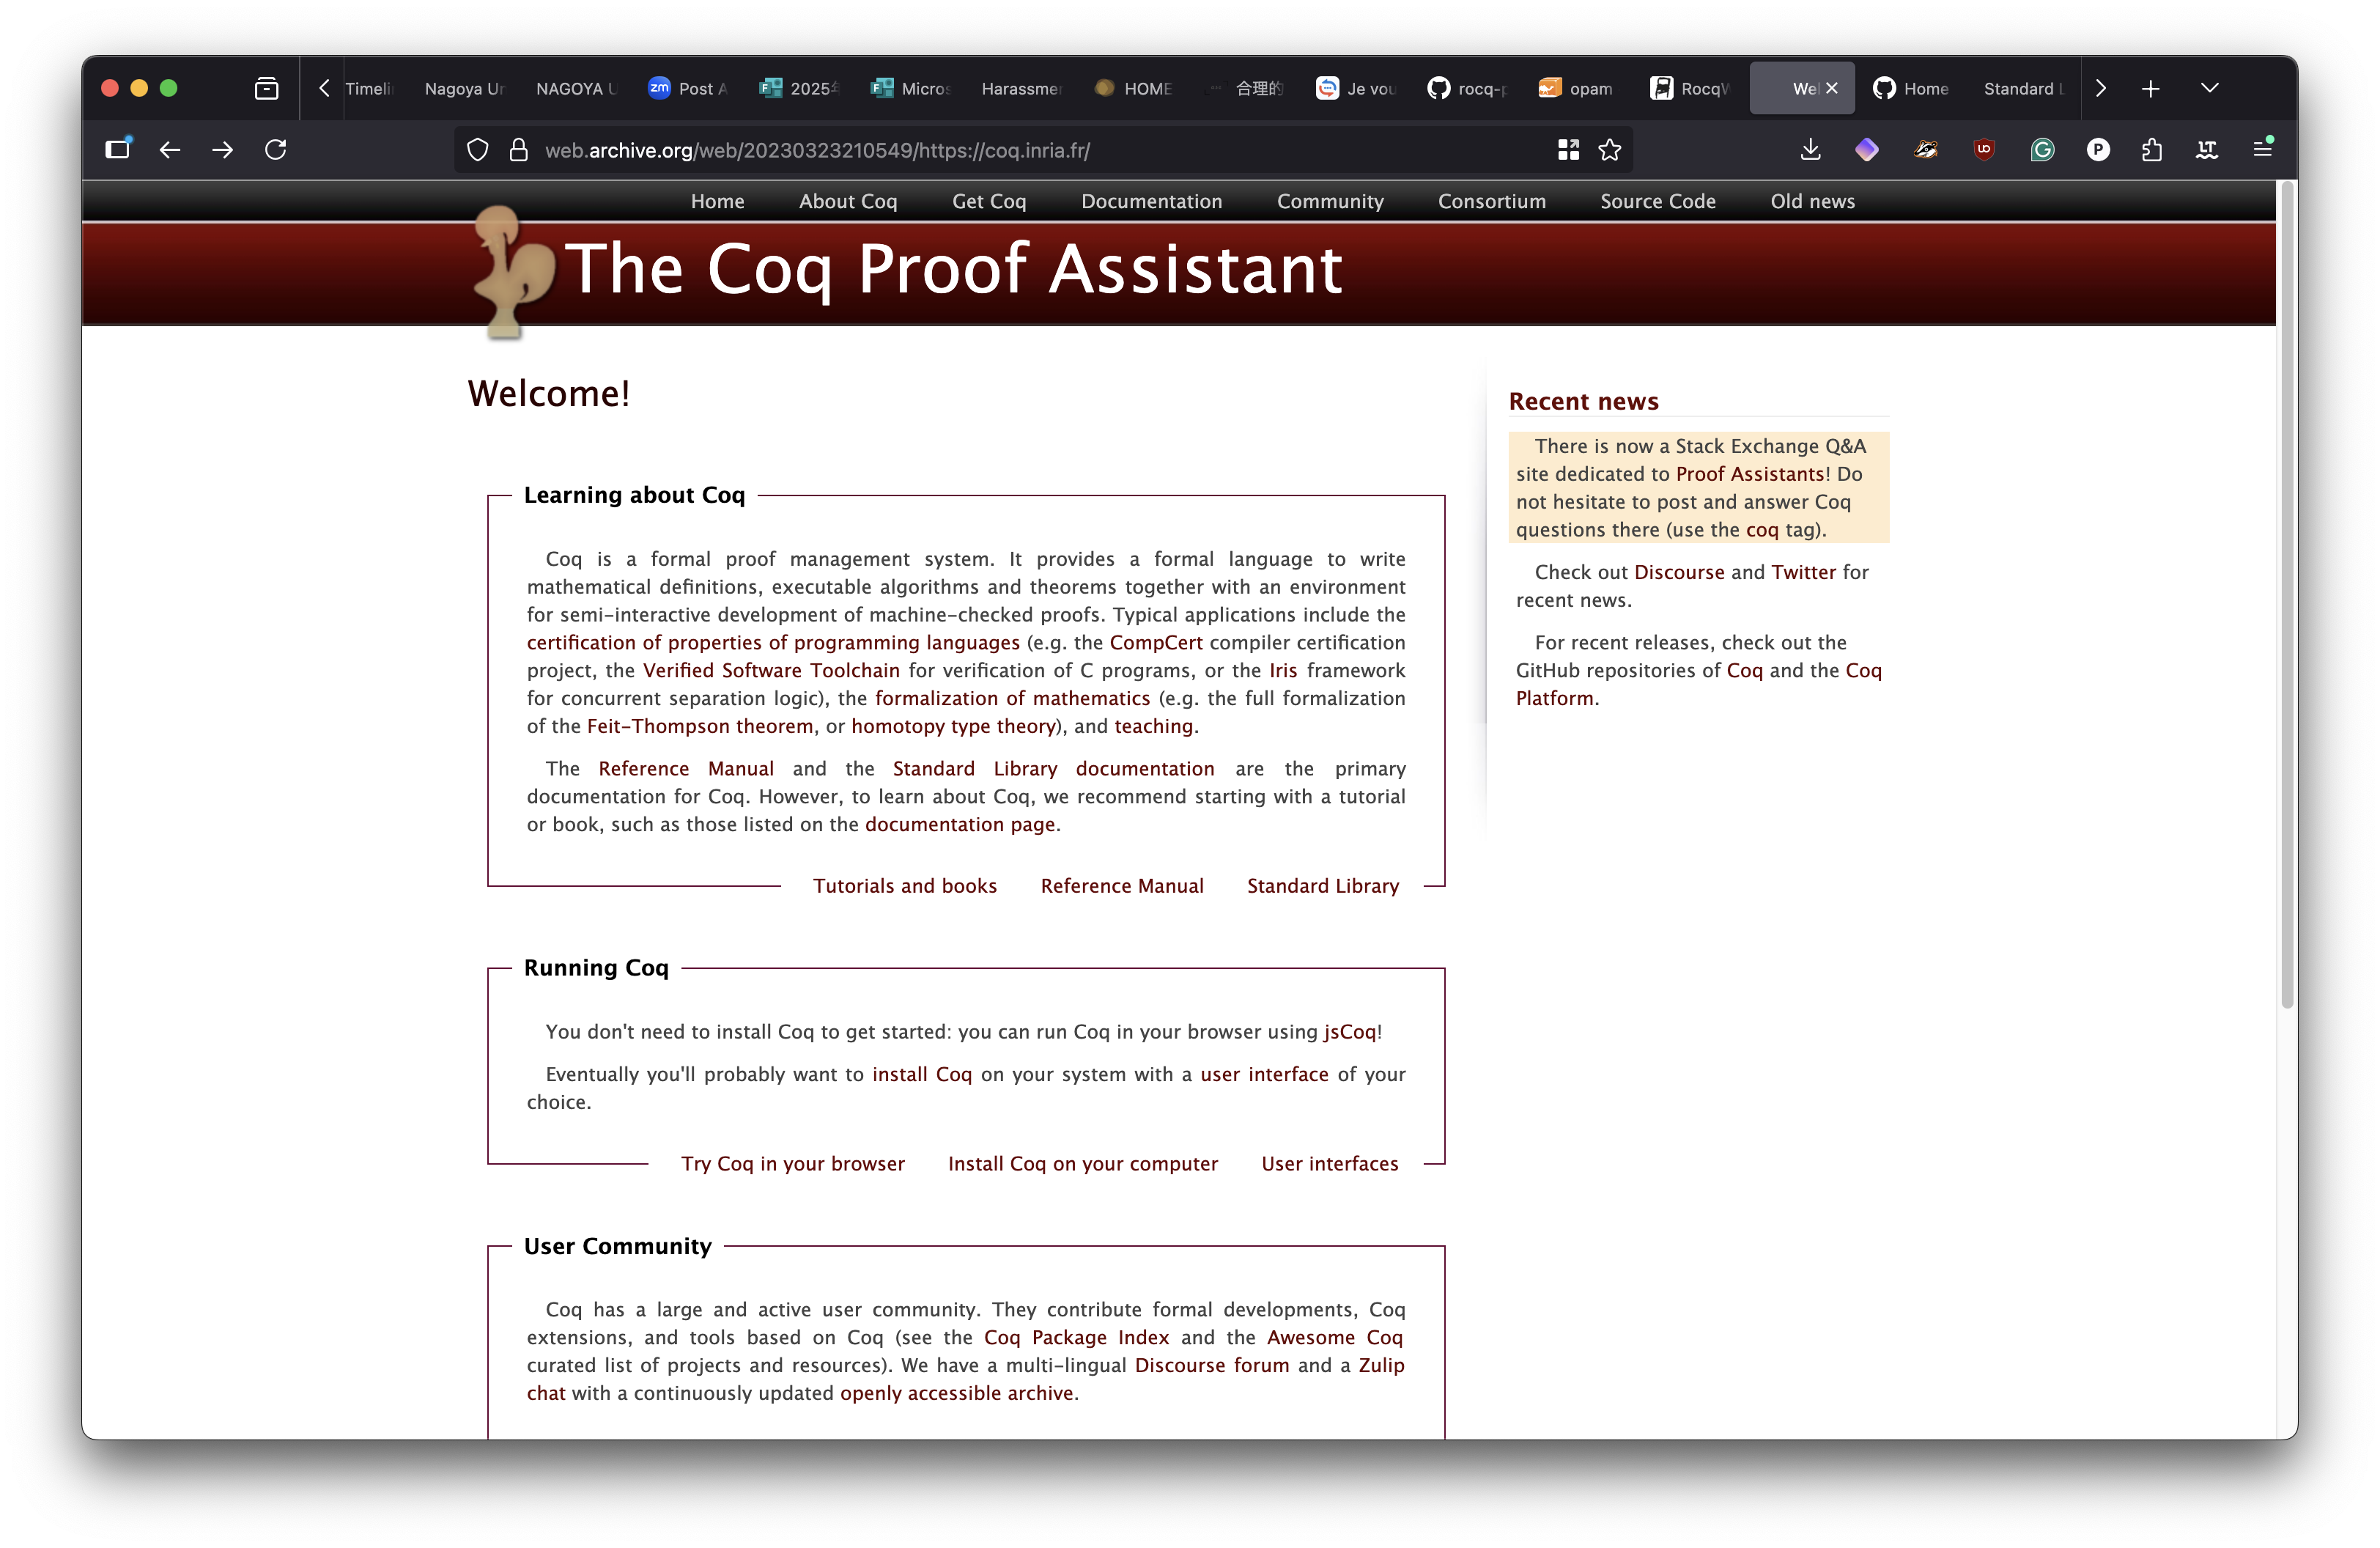 Timeli
Nagoya Un
NAGOYA U
zm Post A
2025年
Micros
Harassmen
HOME
合理的
Je vou
rocq-p
opam
RocqW
Wel
Home
Standard L
web.archive.org/web/20230323210549/https://coq.inria.fr/
Home About Coq Get Coq Documentation Community Consortium Source Code Old news
The Coq Proof Assistant
Welcome!
Learning about Coq
Coq is a formal proof management system. It provides a formal language to write
mathematical definitions, executable algorithms and theorems together with an environment
for semi-interactive development of machine-checked proofs. Typical applications include the
certification of properties of programming languages (e.g. the CompCert compiler certification
project, the Verified Software Toolchain for verification of C programs, or the Iris framework
for concurrent separation logic), the formalization of mathematics (e.g. the full formalization
of the Feit-Thompson theorem, or homotopy type theory), and teaching.
The Reference Manual and the Standard Library documentation are the primary
documentation for Coq. However, to learn about Coq, we recommend starting with a tutorial
or book, such as those listed on the documentation page.
Tutorials and books Reference Manual Standard Library
Running Coq
You don't need to install Coq to get started: you can run Coq in your browser using jsCoq!
Eventually you'll probably want to install Coq on your system with a user interface of your
choice.
Try Coq in your browser Install Coq on your computer User interfaces
User Community
Coq has a large and active user community. They contribute formal developments, Coq
extensions, and tools based on Coq (see the Coq Package Index and the Awesome Coq
curated list of projects and resources). We have a multi-lingual Discourse forum and a Zulip
chat with a continuously updated openly accessible archive.
Recent news
There is now a Stack Exchange Q&A
site dedicated to Proof Assistants! Do
not hesitate to post and answer Coq
questions there (use the coq tag).
Check out Discourse and Twitter for
recent news.
For recent releases, check out the
GitHub repositories of Coq and the Coq
Platform.